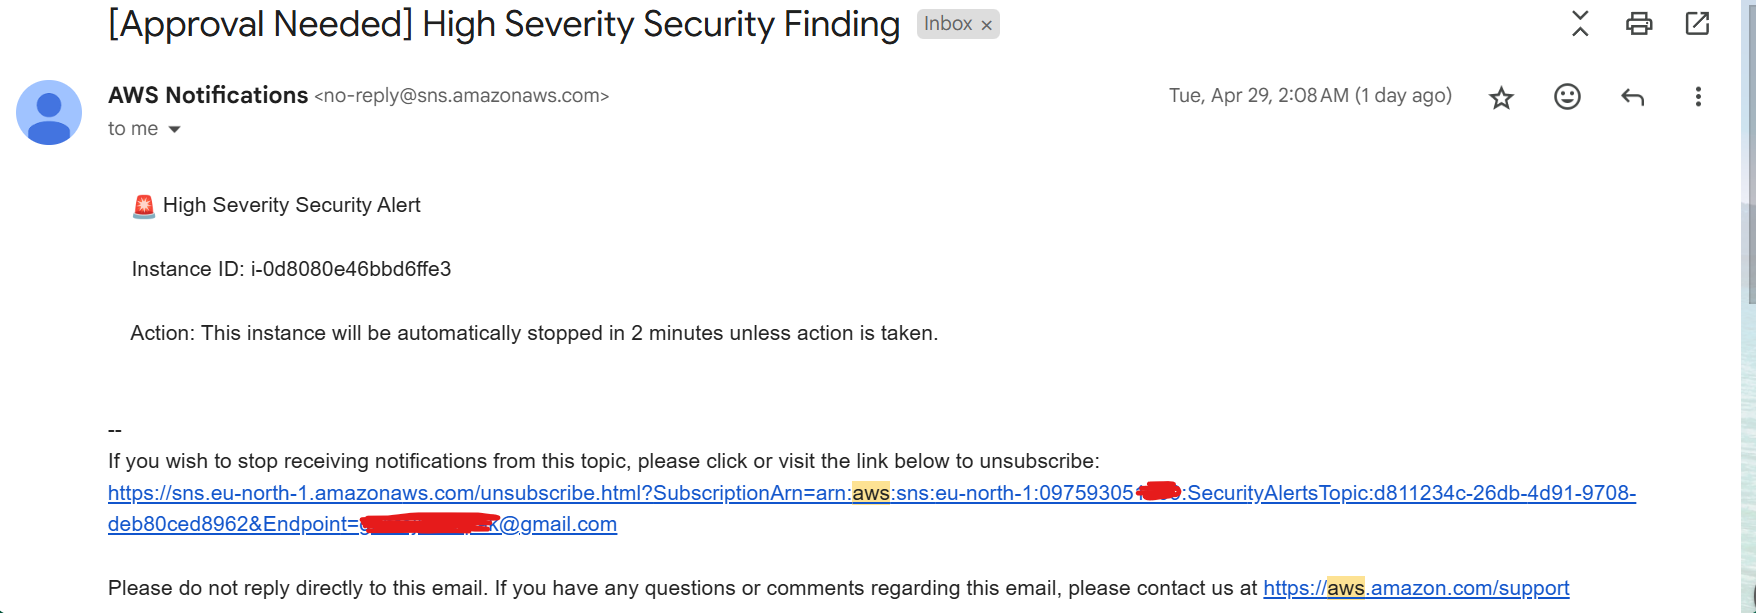 [Approval Needed] High Severity Security Finding Inbox ×
AWS Notifications <no-reply@sns.amazonaws.com> Tue, Apr 29, 2:08 AM (1 day ago)
to me
🚨 High Severity Security Alert
Instance ID: i-0d8080e46bbd6ffe3
Action: This instance will be automatically stopped in 2 minutes unless action is taken.
--
If you wish to stop receiving notifications from this topic, please click or visit the link below to unsubscribe:
https://sns.eu-north-1.amazonaws.com/unsubscribe.html?SubscriptionArn=arn:aws:sns:eu-north-1:09759305 :SecurityAlertsTopic:d811234c-26db-4d91-9708-
deb80ced8962&Endpoint= k@gmail.com
Please do not reply directly to this email. If you have any questions or comments regarding this email, please contact us at https://aws.amazon.com/support